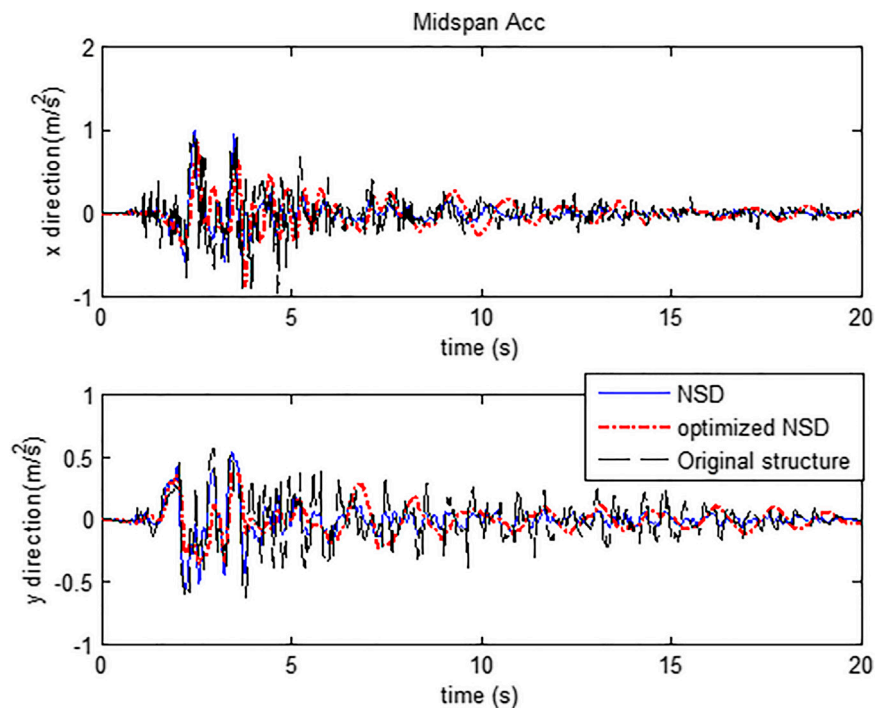 Midspan Acc
x direction(m/s²)
2
1
0
-1
0 5 10 15 20
time (s)
y direction(m/s²)
1
0.5
0
-0.5
-1
NSD
optimized NSD
Original structure
0 5 10 15 20
time (s)